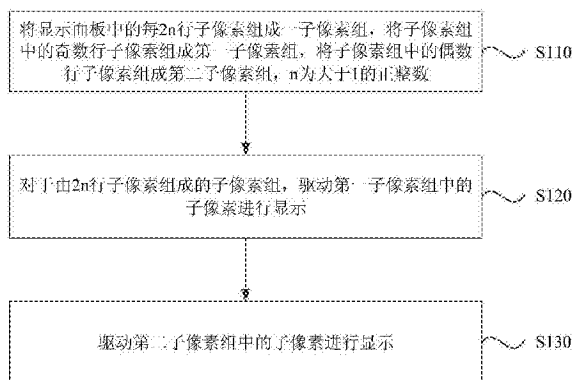 将显示面板中的每2n行子像素组成一子像素组，将子像素
组中的奇数行子像素组成第一子像素组，将子像素组中的偶数
行子像素组成第二子像素组，n为大于1的正整数
S110
对于由2n行子像素组成的子像素组，驱动第一子像素组中的
子像素进行显示
S120
驱动第二子像素组中的子像素进行显示
S130